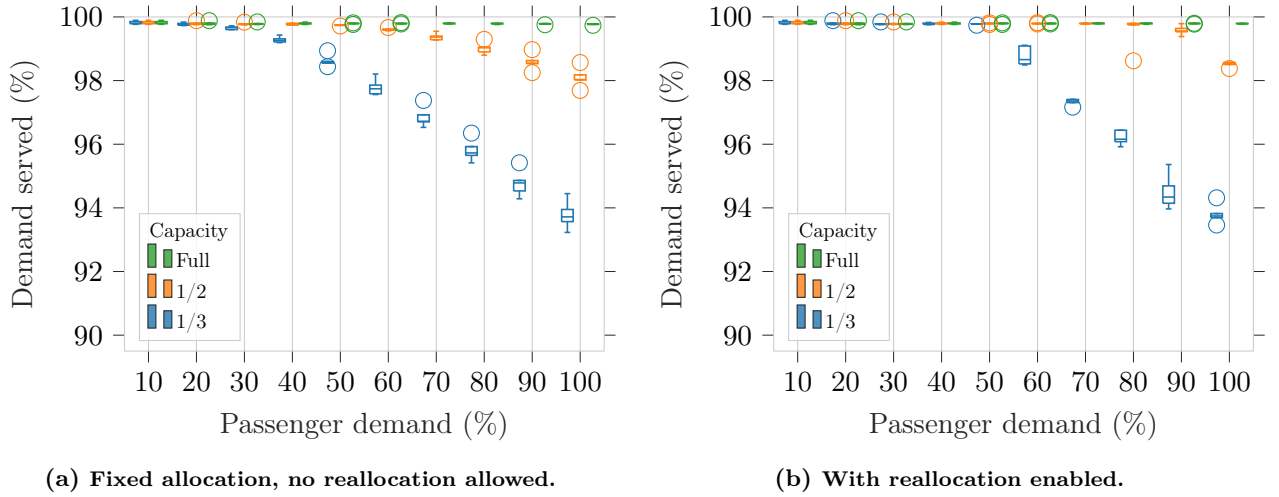 100
98
96
94
92
90
Demand served (%)
Capacity
Full
1/2
1/3
10 20 30 40 50 60 70 80 90 100
Passenger demand (%)
(a) Fixed allocation, no reallocation allowed.
100
98
96
94
92
90
Demand served (%)
Capacity
Full
1/2
1/3
10 20 30 40 50 60 70 80 90 100
Passenger demand (%)
(b) With reallocation enabled.